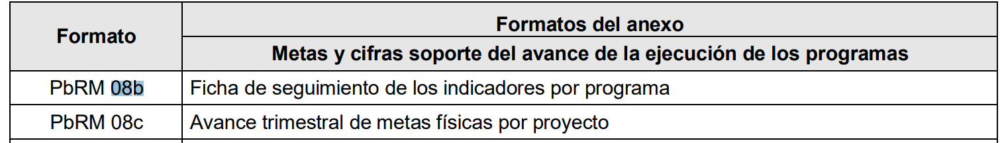 Formato
Formatos del anexo
Metas y cifras soporte del avance de la ejecución de los programas
PbRM 08b Ficha de seguimiento de los indicadores por programa
PbRM 08c Avance trimestral de metas físicas por proyecto